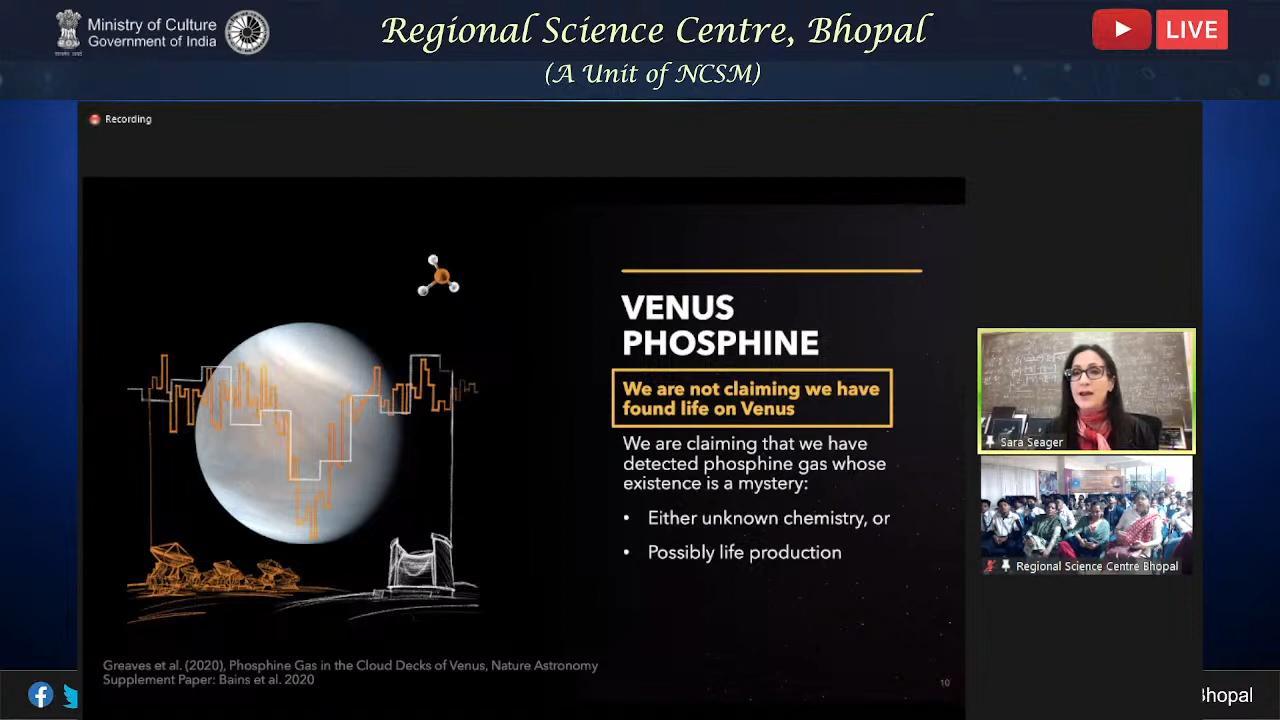 Ministry of Culture
Government of India
Regional Science Centre, Bhopal
(A Unit of NCSM)
LIVE
Recording
VENUS
PHOSPHINE
We are not claiming we have
found life on Venus
We are claiming that we have
detected phosphine gas whose
existence is a mystery:
• Either unknown chemistry, or
• Possibly life production
Sara Seager
Regional Science Centre Bhopal
Greaves et al. (2020), Phosphine Gas in the Cloud Decks of Venus, Nature Astronomy
Supplement Paper: Bains et al. 2020
10
Bhopal